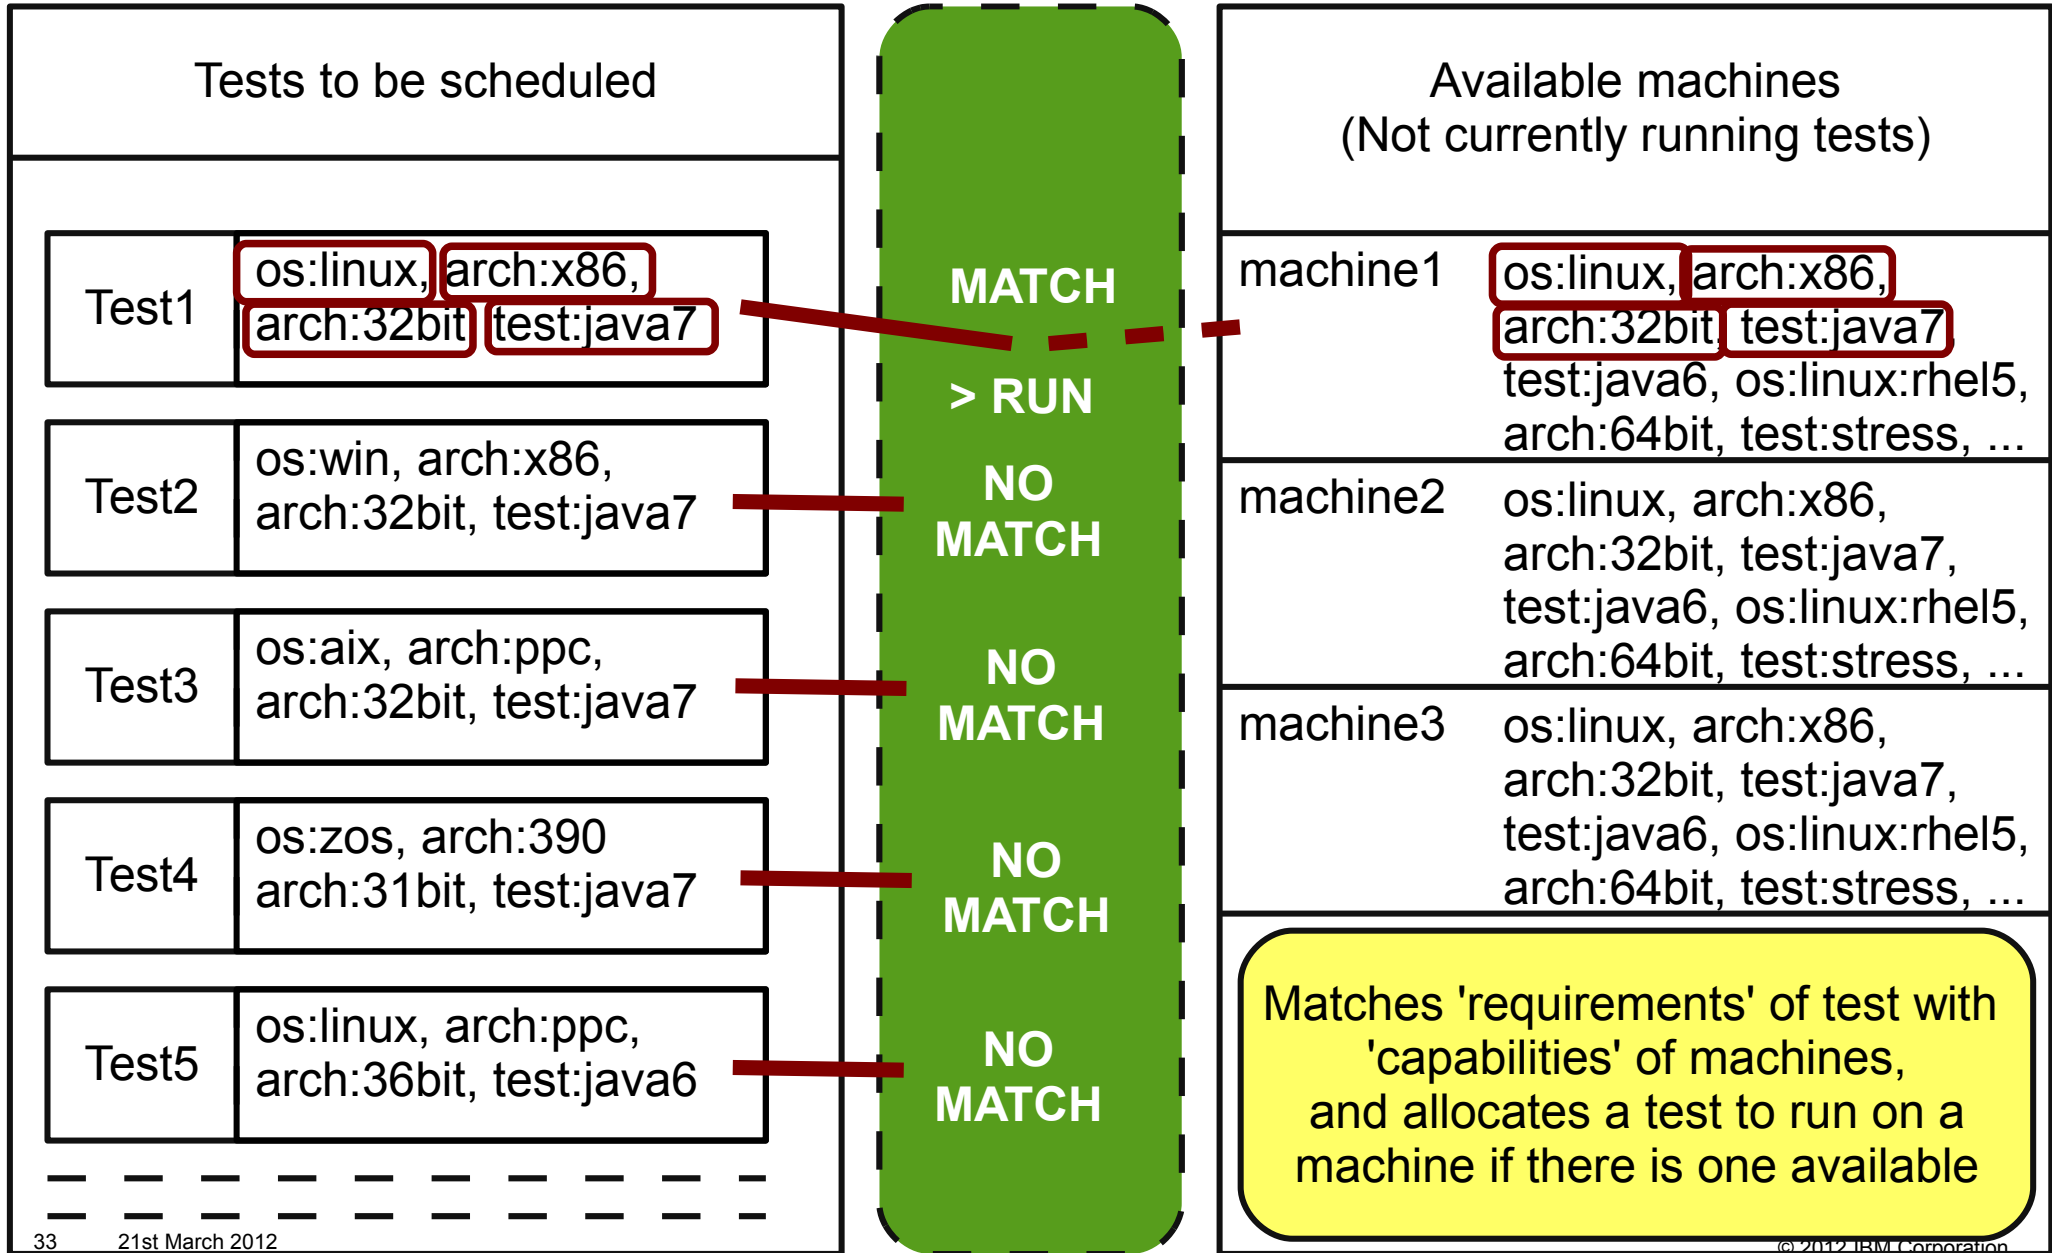 Tests to be scheduled
Test1
os:linux, arch:x86,
arch:32bit test:java7
Test2
os:win, arch:x86,
arch:32bit, test:java7
Test3
os:aix, arch:ppc,
arch:32bit, test:java7
Test4
os:zos, arch:390
arch:31bit, test:java7
Test5
os:linux, arch:ppc,
arch:36bit, test:java6
MATCH
> RUN
NO
MATCH
NO
MATCH
NO
MATCH
NO
MATCH
Available machines
(Not currently running tests)
machine1
os:linux, arch:x86,
arch:32bit, test:java7,
test:java6, os:linux:rhel5,
arch:64bit, test:stress, ...
machine2
os:linux, arch:x86,
arch:32bit, test:java7,
test:java6, os:linux:rhel5,
arch:64bit, test:stress, ...
machine3
os:linux, arch:x86,
arch:32bit, test:java7,
test:java6, os:linux:rhel5,
arch:64bit, test:stress, ...
Matches 'requirements' of test with
'capabilities' of machines,
and allocates a test to run on a
machine if there is one available
33 21st March 2012
© 2012 IBM Corporation